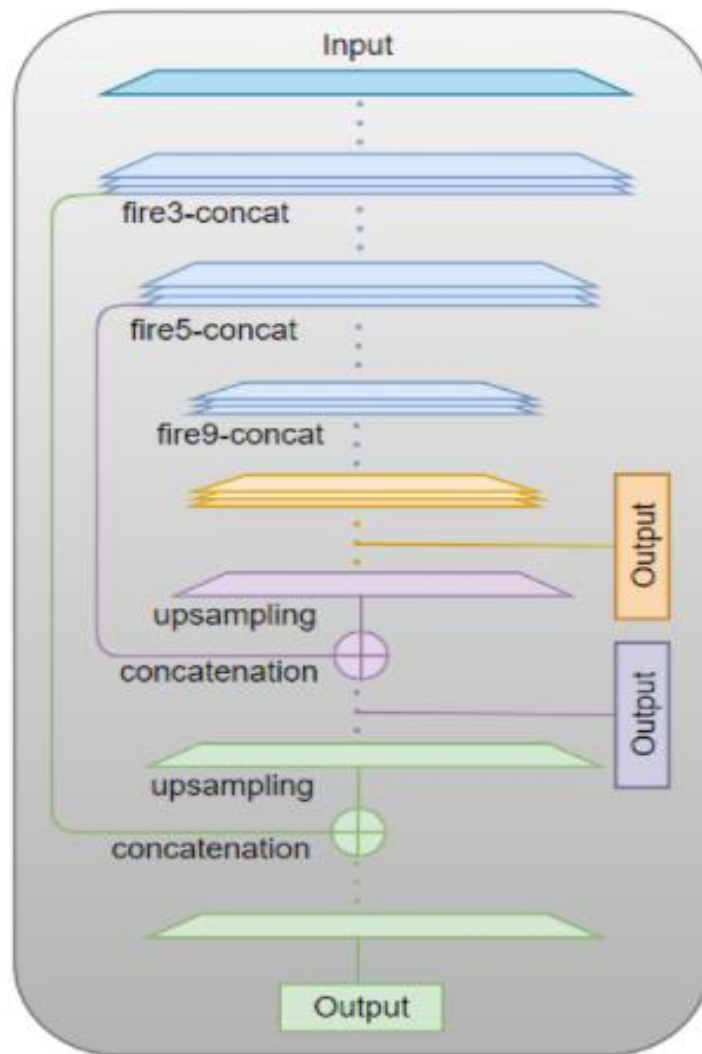 Input
fire3-concat
fire5-concat
fire9-concat
Output
upsampling
concatenation
Output
upsampling
concatenation
Output